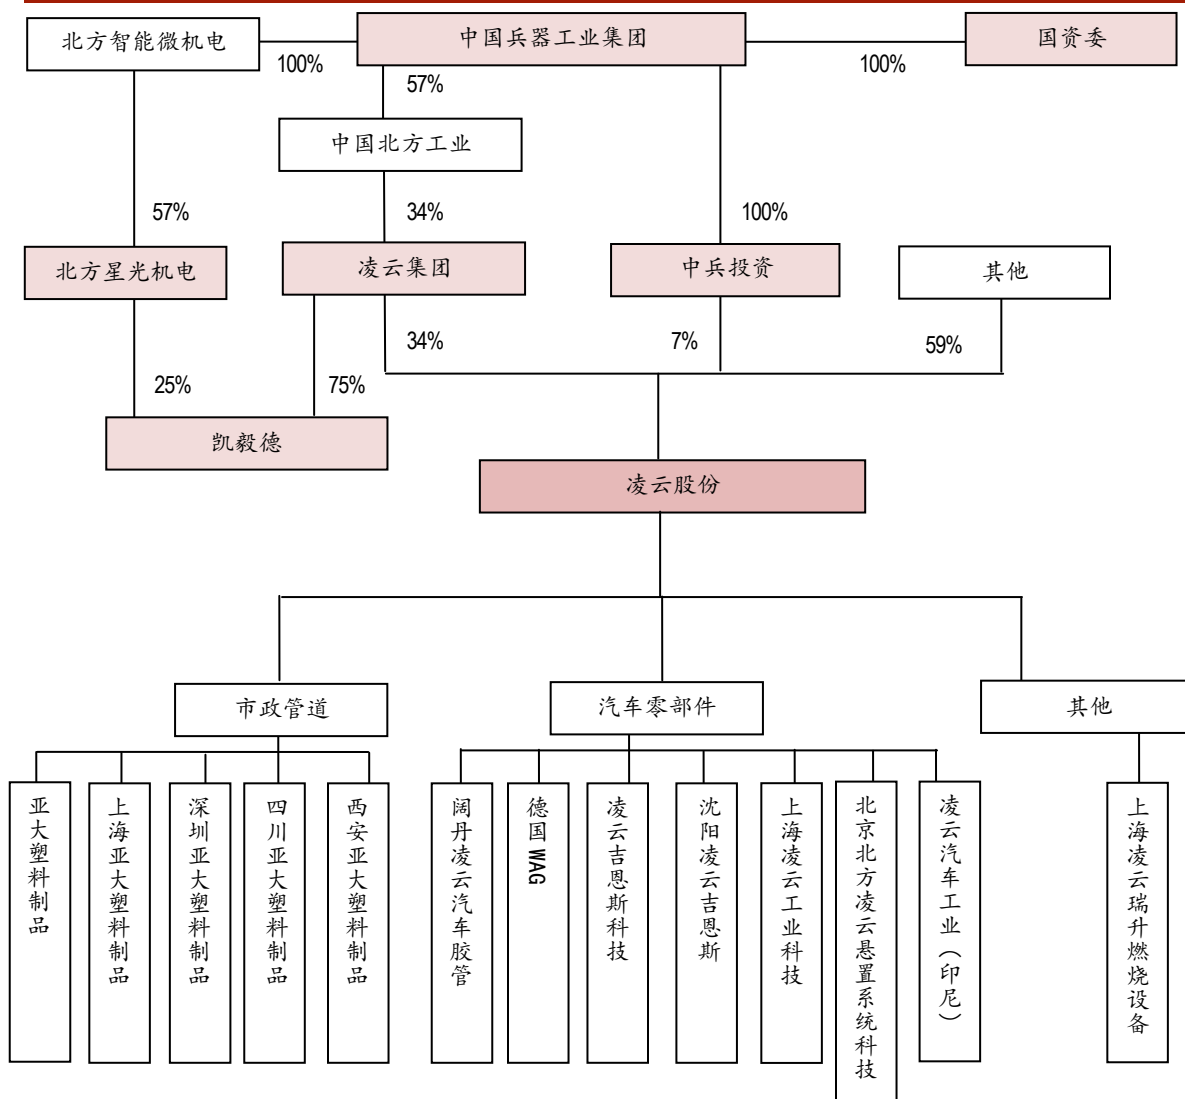 北方智能微机电
中国兵器工业集团
国资委
100%
100%
57%
中国北方工业
57%
34%
100%
北方星光机电
凌云集团
中兵投资
其他
34%
7%
59%
25%
75%
凯毅德
凌云股份
市政管道
汽车零部件
其他
亚大塑料制品
上海亚大塑料制品
深圳亚大塑料制品
四川亚大塑料制品
西安亚大塑料制品
阔丹凌云汽车胶管
德国 WAG
凌云吉恩斯科技
沈阳凌云吉恩斯
上海凌云工业科技
北京北方凌云悬置系统科技
凌云汽车工业（印尼）
上海凌云瑞升燃烧设备